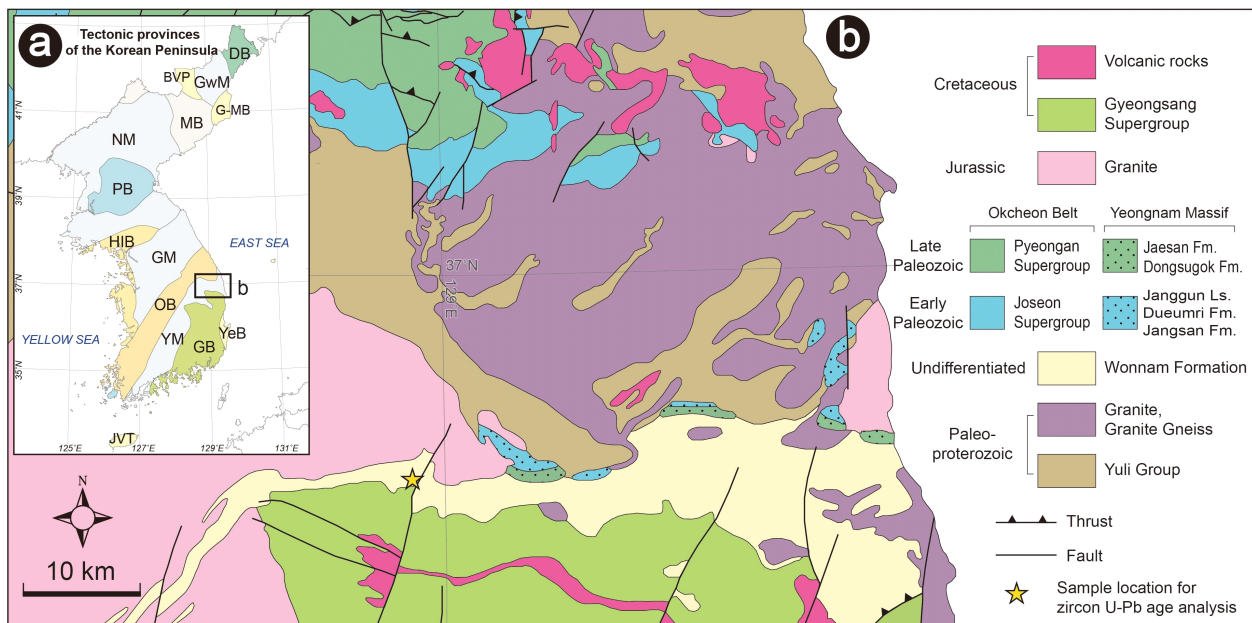 a
Tectonic provinces
of the Korean Peninsula
DB
BVP
GwM
G-MB
MB
NM
PB
HIB
GM
EAST SEA
OB
b
YELLOW SEA
YM
YeB
GB
JVT
41°N
39°N
37°N
35°N
125°E
127°E
129°E
131°E
N
10 km
b
37°N
129°E
Cretaceous
Volcanic rocks
Gyeongsang
Supergroup
Jurassic
Granite
Okcheon Belt
Yeongnam Massif
Late
Paleozoic
Pyeongan
Supergroup
Jaesan Fm.
Dongsugok Fm.
Early
Paleozoic
Joseon
Supergroup
Janggun Ls.
Dueumri Fm.
Jangsan Fm.
Undifferentiated
Wonnam Formation
Paleo-
proterozoic
Granite,
Granite Gneiss
Yuli Group
Thrust
Fault
Sample location for
zircon U-Pb age analysis